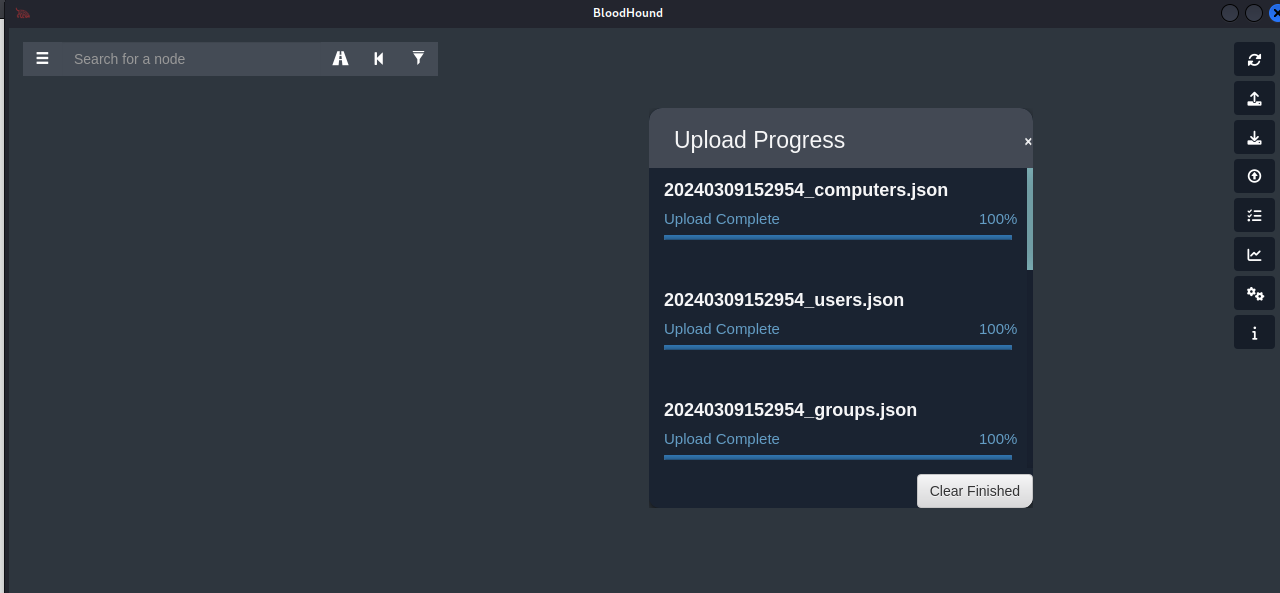 BloodHound
Search for a node
Upload Progress
×
20240309152954_computers.json
Upload Complete 100%
20240309152954_users.json
Upload Complete 100%
20240309152954_groups.json
Upload Complete 100%
Clear Finished